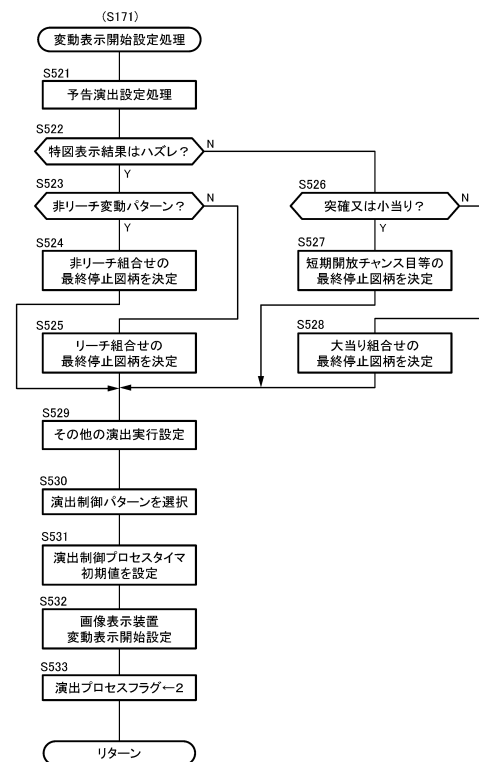 (S171)
変動表示開始設定処理
S521
予告演出設定処理
S522
特図表示結果はハズレ?
N
Y
S523
非リーチ変動パターン?
N
Y
S524
非リーチ組合せの
最終停止図柄を決定
S525
リーチ組合せの
最終停止図柄を決定
S526
突確又は小当り?
N
Y
S527
短期開放チャンス目等の
最終停止図柄を決定
S528
大当り組合せの
最終停止図柄を決定
S529
その他の演出実行設定
S530
演出制御パターンを選択
S531
演出制御プロセスタイマ
初期値を設定
S532
画像表示装置
変動表示開始設定
S533
演出プロセスフラグ←2
リターン